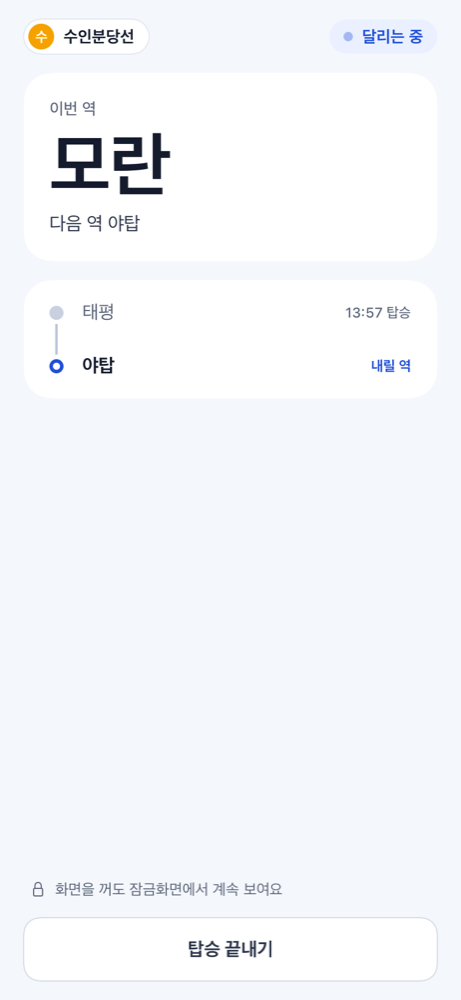 수 수인분당선
달리는 중
이번 역
모란
다음 역 야탑
태평
13:57 탑승
야탑
내릴 역
화면을 꺼도 잠금화면에서 계속 보여요
탑승 끝내기